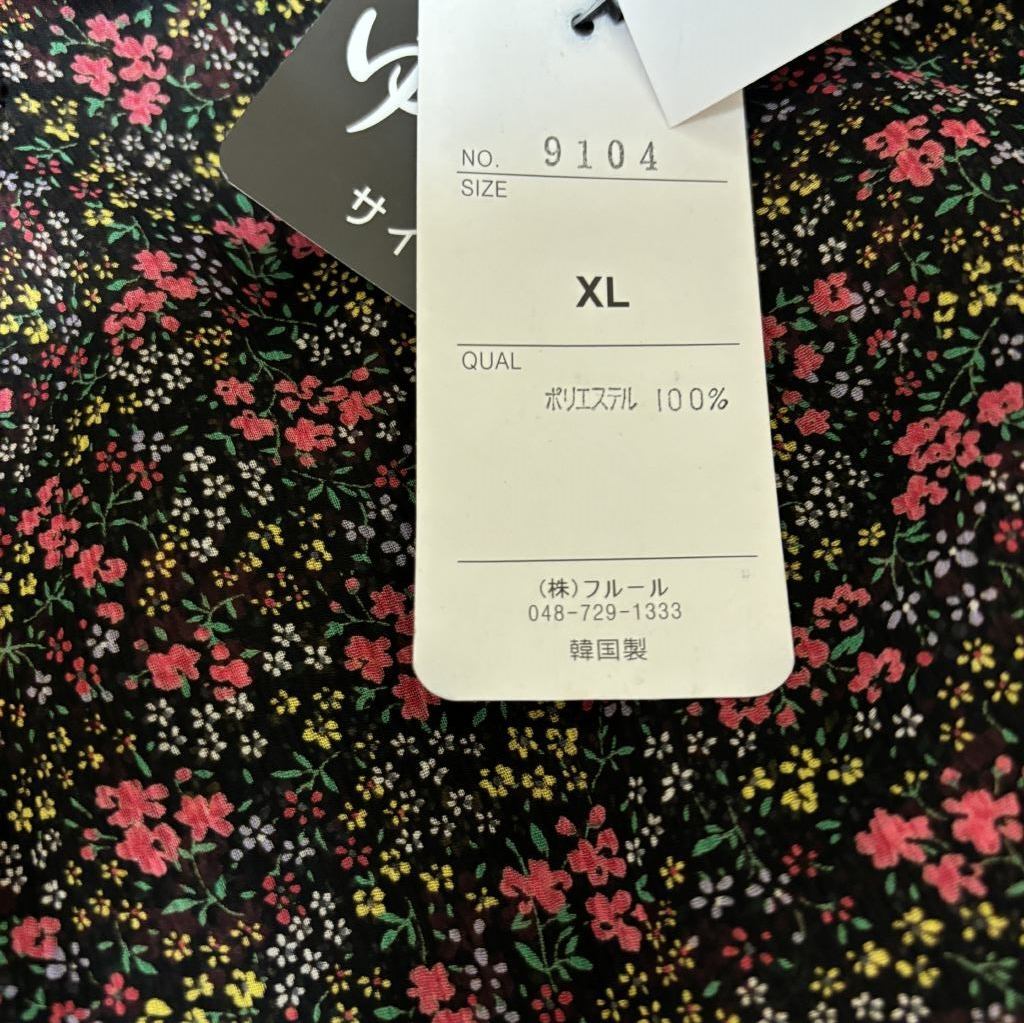 ゆ
サイ
NO. 9104
SIZE
XL
QUAL
ポリエステル 100%
(株)フルール
048-729-1333
韓国製